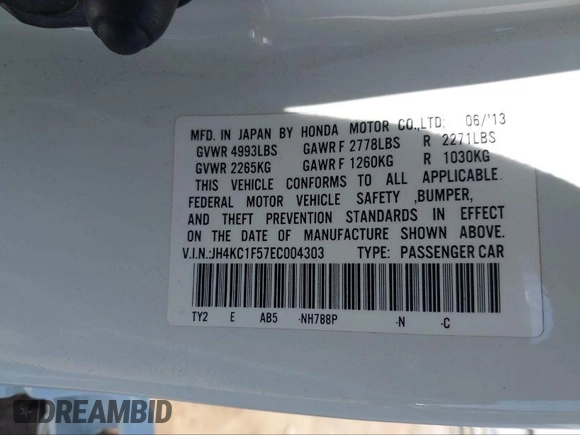 MFD. IN JAPAN BY HONDA MOTOR CO.,LTD: 06/'13
GVWR 4993LBS GAWR F 2778LBS R 2271LBS
GVWR 2265KG GAWR F 1260KG R 1030KG
THIS VEHICLE CONFORMS TO ALL APPLICABLE
FEDERAL MOTOR VEHICLE SAFETY ,BUMPER,
AND THEFT PREVENTION STANDARDS IN EFFECT
ON THE DATE OF MANUFACTURE SHOWN ABOVE.
V.I.N.:JH4KC1F57EC004303 TYPE: PASSENGER CAR
TY2 E AB5 -NH788P -N -C
DREAMBID